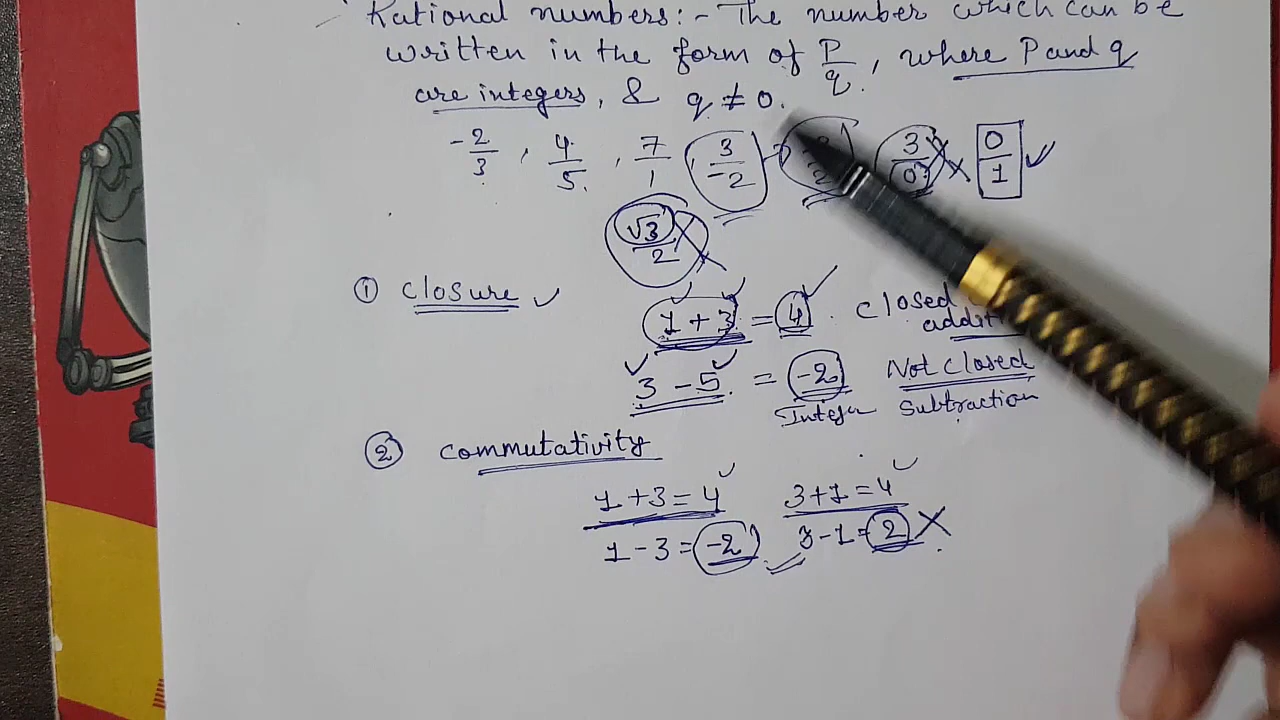 Rational numbers:- The number which can be
written in the form of P/q, where P and q
are integers, & q ≠ 0.
-2/3, 4/5, 7/1, 3/-2 3/0 0/1 ✓
√3/2
① closure ✓ 1+3 = 4. Closed
3 - 5 = -2 Not closed
Integer Subtraction
② Commutativity
1+3=4 ✓ 3+1=4 ✓
1-3=-2 3-1=2 ×